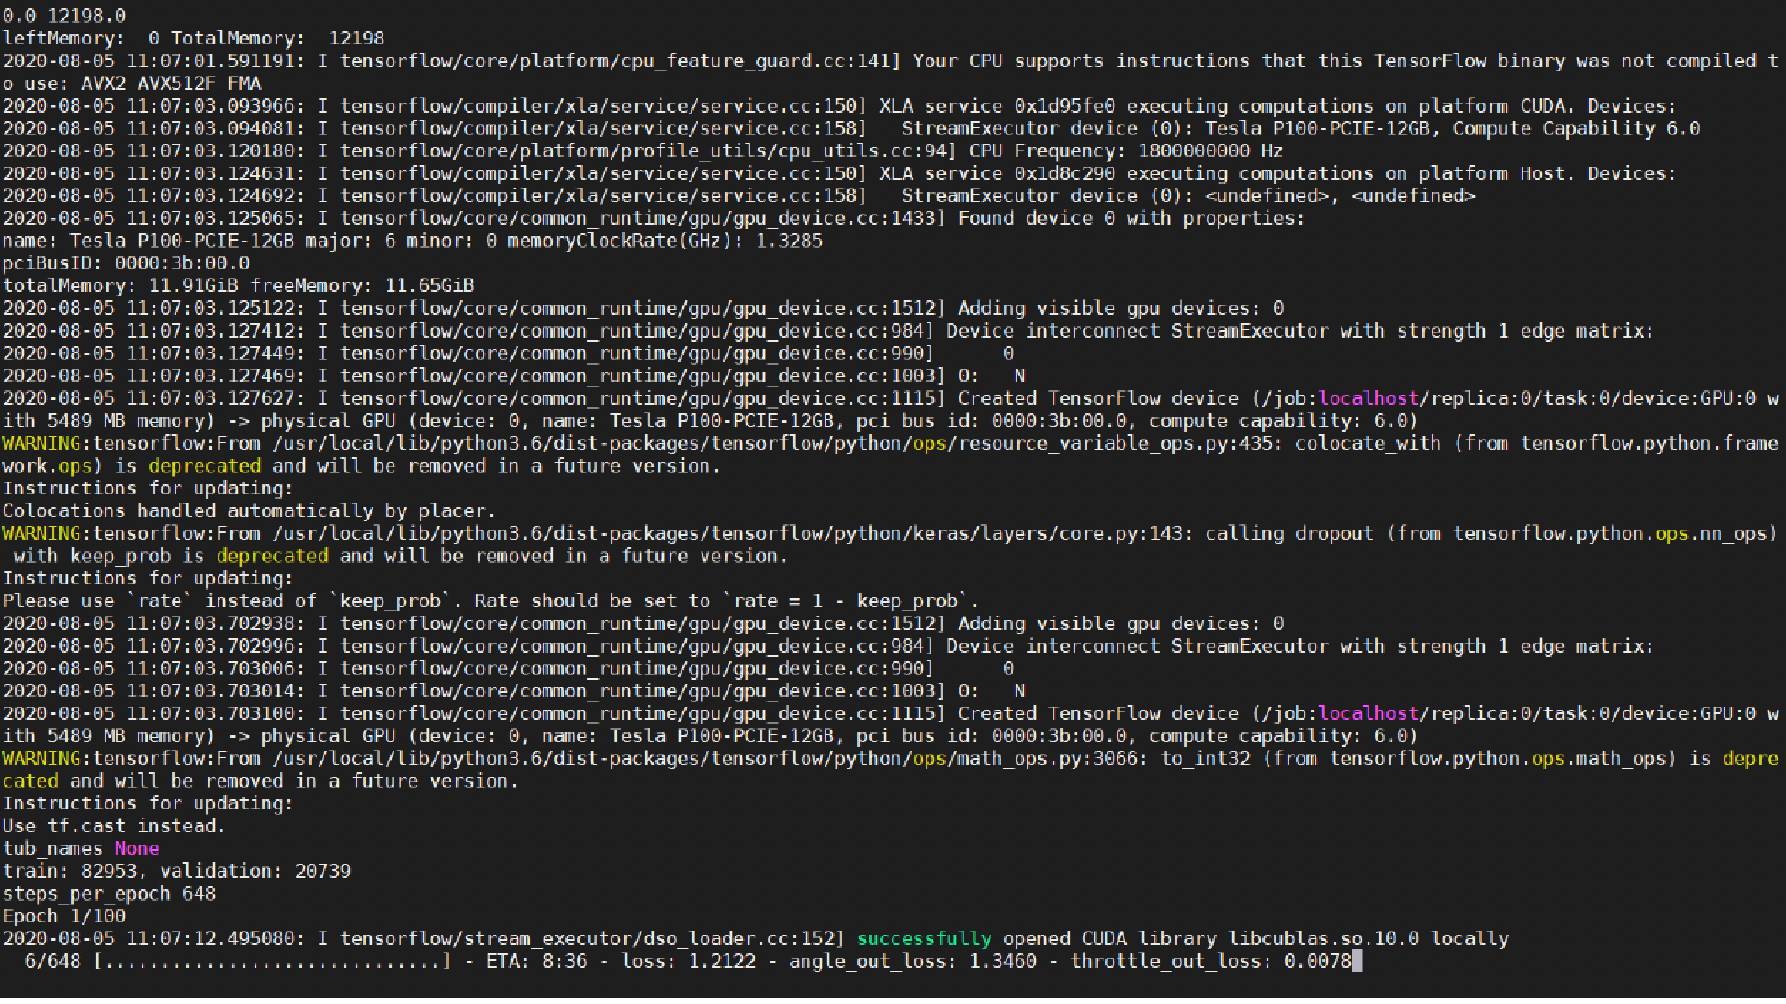 0.0 12198.0
leftMemory:  0 TotalMemory:  12198
2020-08-05 11:07:01.591191: I tensorflow/core/platform/cpu_feature_guard.cc:141] Your CPU supports instructions that this TensorFlow binary was not compiled t
o use: AVX2 AVX512F FMA
2020-08-05 11:07:03.093966: I tensorflow/compiler/xla/service/service.cc:150] XLA service 0x1d95fe0 executing computations on platform CUDA. Devices:
2020-08-05 11:07:03.094081: I tensorflow/compiler/xla/service/service.cc:158]   StreamExecutor device (0): Tesla P100-PCIE-12GB, Compute Capability 6.0
2020-08-05 11:07:03.120180: I tensorflow/core/platform/profile_utils/cpu_utils.cc:94] CPU Frequency: 1800000000 Hz
2020-08-05 11:07:03.124631: I tensorflow/compiler/xla/service/service.cc:150] XLA service 0x1d8c290 executing computations on platform Host. Devices:
2020-08-05 11:07:03.124692: I tensorflow/compiler/xla/service/service.cc:158]   StreamExecutor device (0): <undefined>, <undefined>
2020-08-05 11:07:03.125065: I tensorflow/core/common_runtime/gpu/gpu_device.cc:1433] Found device 0 with properties:
name: Tesla P100-PCIE-12GB major: 6 minor: 0 memoryClockRate(GHz): 1.3285
pciBusID: 0000:3b:00.0
totalMemory: 11.91GiB freeMemory: 11.65GiB
2020-08-05 11:07:03.125122: I tensorflow/core/common_runtime/gpu/gpu_device.cc:1512] Adding visible gpu devices: 0
2020-08-05 11:07:03.127412: I tensorflow/core/common_runtime/gpu/gpu_device.cc:984] Device interconnect StreamExecutor with strength 1 edge matrix:
2020-08-05 11:07:03.127449: I tensorflow/core/common_runtime/gpu/gpu_device.cc:990]      0
2020-08-05 11:07:03.127469: I tensorflow/core/common_runtime/gpu/gpu_device.cc:1003] 0:   N
2020-08-05 11:07:03.127627: I tensorflow/core/common_runtime/gpu/gpu_device.cc:1115] Created TensorFlow device (/job:localhost/replica:0/task:0/device:GPU:0 w
ith 5489 MB memory) -> physical GPU (device: 0, name: Tesla P100-PCIE-12GB, pci bus id: 0000:3b:00.0, compute capability: 6.0)
WARNING:tensorflow:From /usr/local/lib/python3.6/dist-packages/tensorflow/python/ops/resource_variable_ops.py:435: colocate_with (from tensorflow.python.frame
work.ops) is deprecated and will be removed in a future version.
Instructions for updating:
Colocations handled automatically by placer.
WARNING:tensorflow:From /usr/local/lib/python3.6/dist-packages/tensorflow/python/keras/layers/core.py:143: calling dropout (from tensorflow.python.ops.nn_ops)
 with keep_prob is deprecated and will be removed in a future version.
Instructions for updating:
Please use `rate` instead of `keep_prob`. Rate should be set to `rate = 1 - keep_prob`.
2020-08-05 11:07:03.702938: I tensorflow/core/common_runtime/gpu/gpu_device.cc:1512] Adding visible gpu devices: 0
2020-08-05 11:07:03.702996: I tensorflow/core/common_runtime/gpu/gpu_device.cc:984] Device interconnect StreamExecutor with strength 1 edge matrix:
2020-08-05 11:07:03.703006: I tensorflow/core/common_runtime/gpu/gpu_device.cc:990]      0
2020-08-05 11:07:03.703014: I tensorflow/core/common_runtime/gpu/gpu_device.cc:1003] 0:   N
2020-08-05 11:07:03.703100: I tensorflow/core/common_runtime/gpu/gpu_device.cc:1115] Created TensorFlow device (/job:localhost/replica:0/task:0/device:GPU:0 w
ith 5489 MB memory) -> physical GPU (device: 0, name: Tesla P100-PCIE-12GB, pci bus id: 0000:3b:00.0, compute capability: 6.0)
WARNING:tensorflow:From /usr/local/lib/python3.6/dist-packages/tensorflow/python/ops/math_ops.py:3066: to_int32 (from tensorflow.python.ops.math_ops) is depre
cated and will be removed in a future version.
Instructions for updating:
Use tf.cast instead.
tub_names None
train: 82953, validation: 20739
steps_per_epoch 648
Epoch 1/100
2020-08-05 11:07:12.495080: I tensorflow/stream_executor/dso_loader.cc:152] successfully opened CUDA library libcublas.so.10.0 locally
  6/648 [..............................] - ETA: 8:36 - loss: 1.2122 - angle_out_loss: 1.3460 - throttle_out_loss: 0.0078